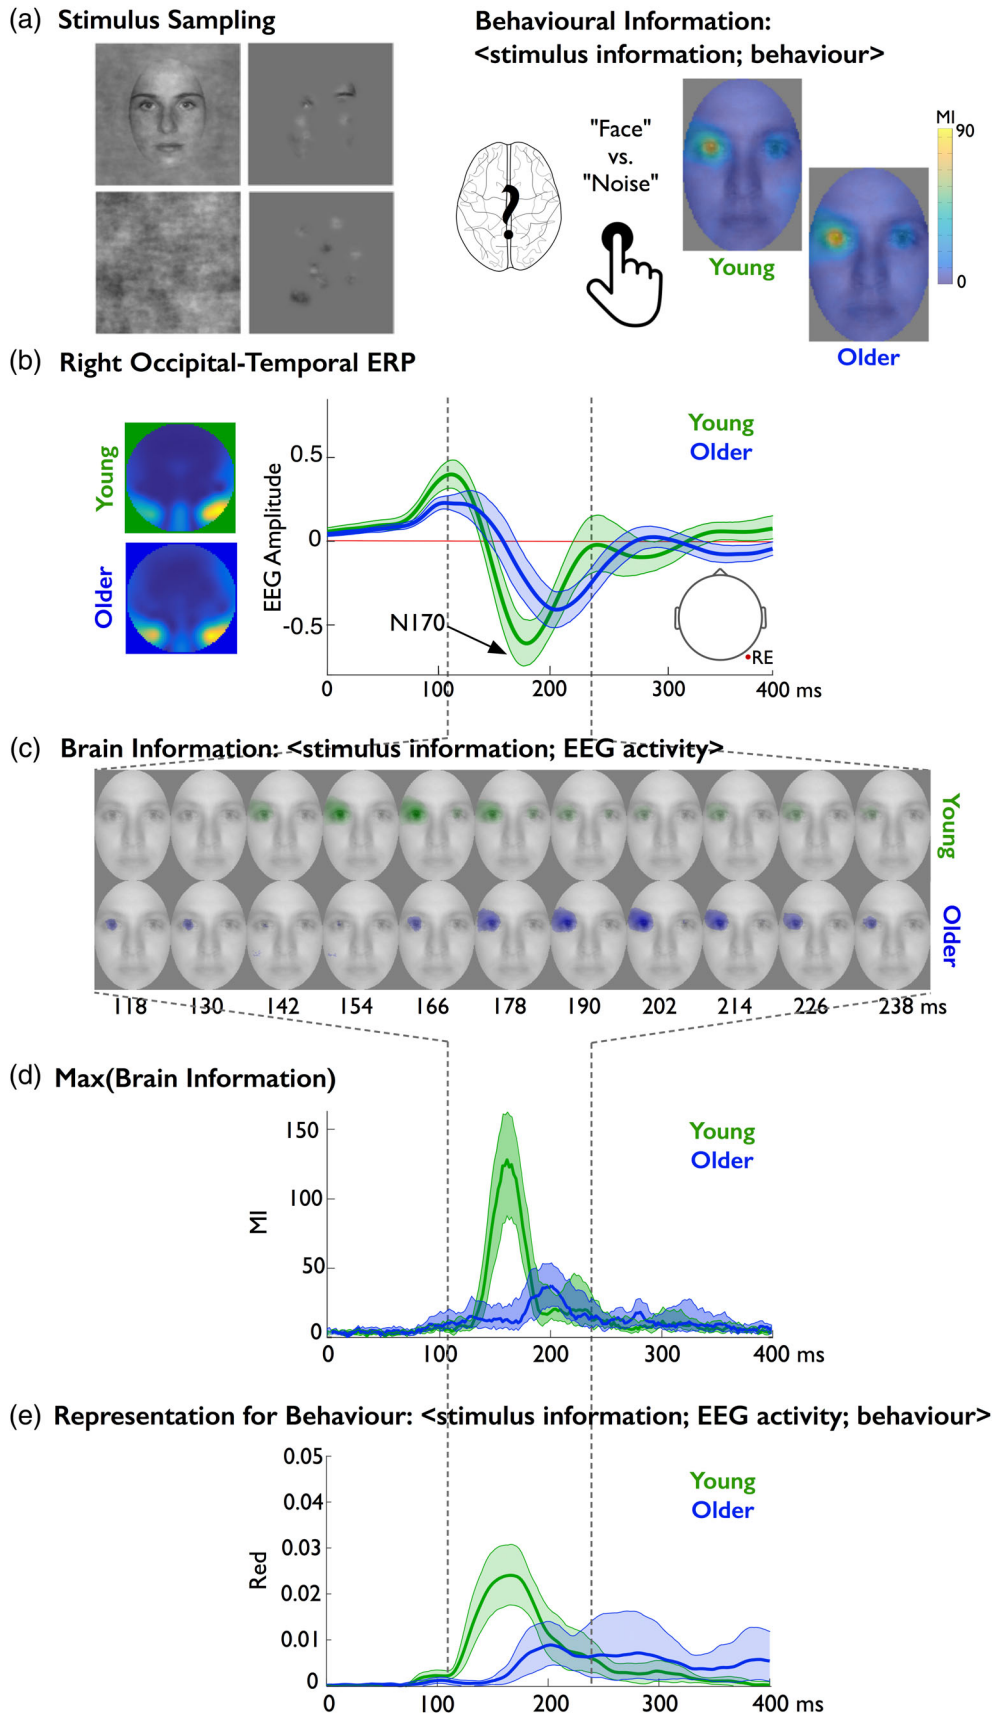 (a) Stimulus Sampling
Behavioural Information:
<stimulus information; behaviour>
"Face"
vs.
"Noise"
?
MI
90
0
Young
Older
(b) Right Occipital-Temporal ERP
Young
Older
EEG Amplitude
0.5
0
-0.5
Young
Older
N170
RE
0 100 200 300 400 ms
(c) Brain Information: <stimulus information; EEG activity>
Young
Older
118 130 142 154 166 178 190 202 214 226 238 ms
(d) Max(Brain Information)
MI
150
100
50
0
Young
Older
0 100 200 300 400 ms
(e) Representation for Behaviour: <stimulus information; EEG activity; behaviour>
Red
0.05
0.04
0.03
0.02
0.01
0
Young
Older
0 100 200 300 400 ms